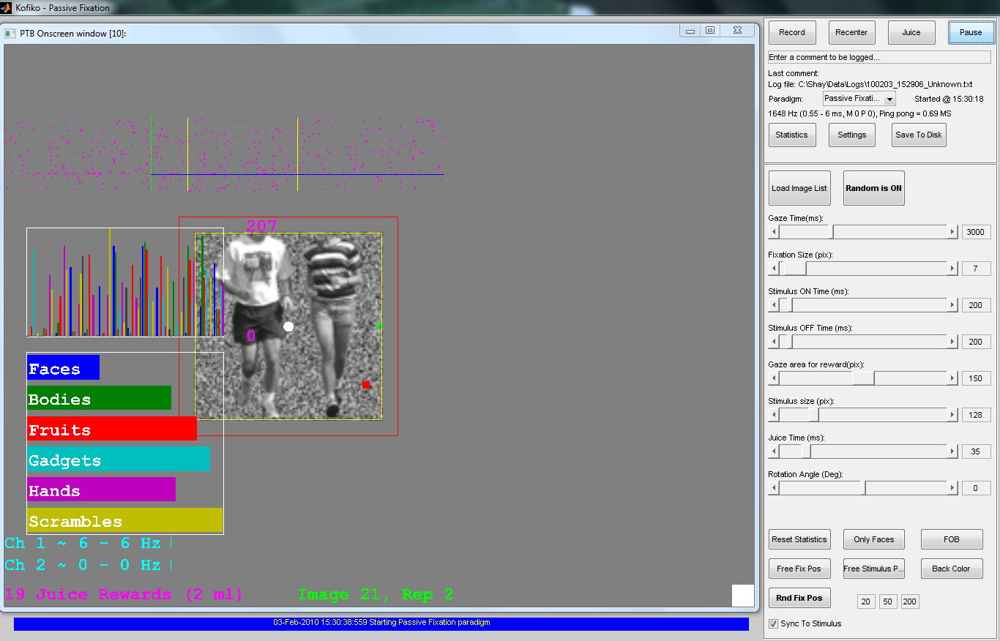 Kofiko - Passive Fixation
PTB Onscreen window [10]:
207
0
Faces
Bodies
Fruits
Gadgets
Hands
Scrambles
Ch 1 ~ 6 - 6 Hz
Ch 2 ~ 0 - 0 Hz
19 Juice Rewards (2 ml) Image 21, Rep 2
03-Feb-2010 15:30:38:559 Starting Passive Fixation paradigm
Record Recenter Juice Pause
Enter a comment to be logged...
Last comment:
Log file: C:\Shay\Data\Logs\100203_152906_Unknown.txt
Paradigm: Passive Fixati... Started @ 15:30:18
1648 Hz (0.55 - 6 ms, M 0 P 0), Ping pong = 0.69 MS
Statistics Settings Save To Disk
Load Image List Random is ON
Gaze Time(ms):
3000
Fixation Size (pix):
7
Stimulus ON Time (ms):
200
Stimulus OFF Time (ms):
200
Gaze area for reward(pix):
150
Stimulus size (pix):
128
Juice Time (ms):
35
Rotation Angle (Deg):
0
Reset Statistics Only Faces FOB
Free Fix Pos Free Stimulus P... Back Color
Rnd Fix Pos 20 50 200
Sync To Stimulus